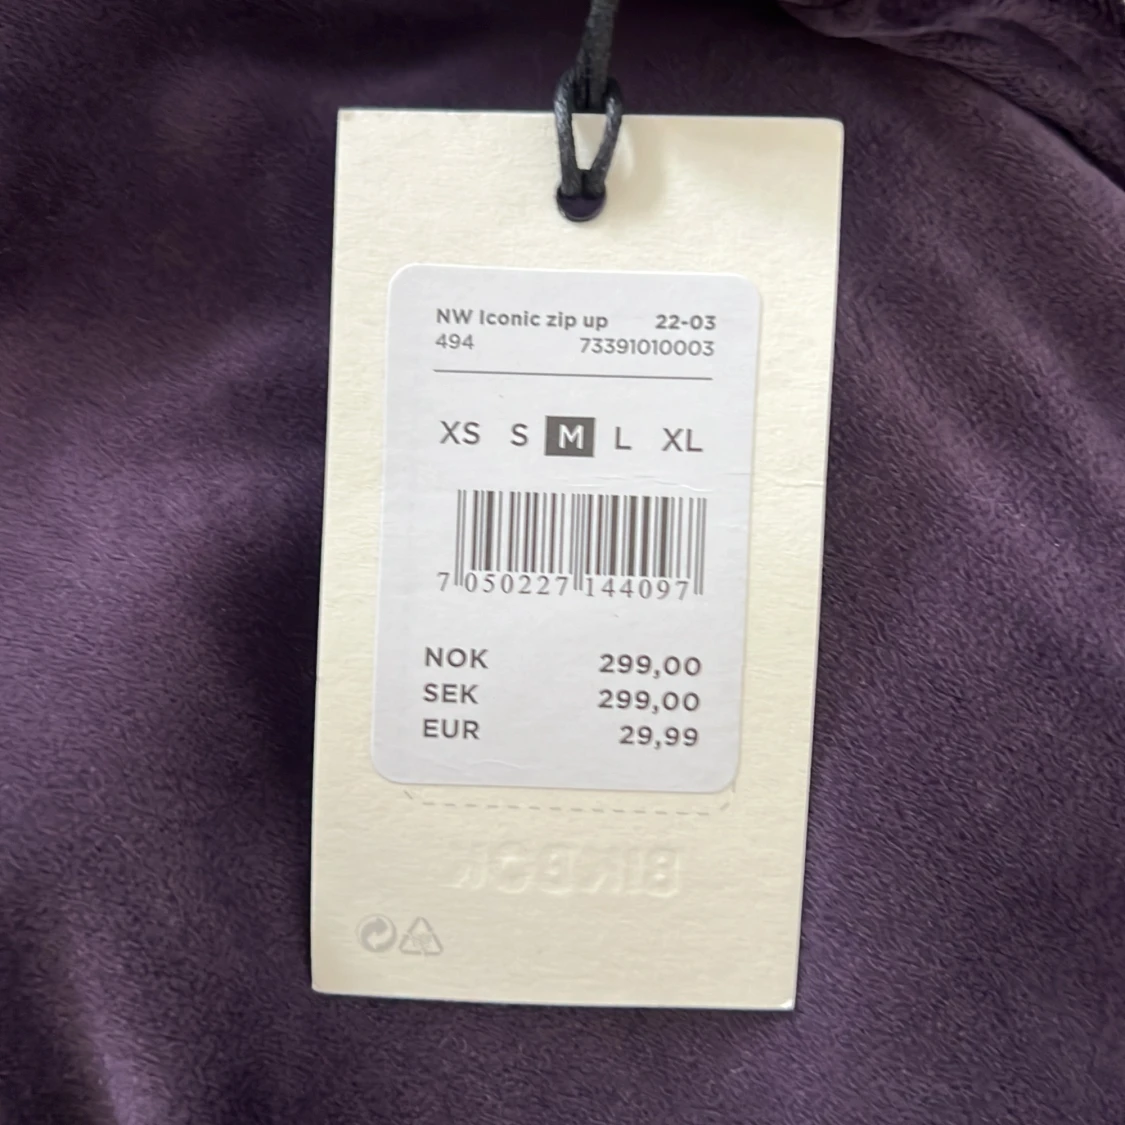 NW Iconic zip up 22-03
494 73391010003
XS S M L XL
7 050227 144097
NOK 299,00
SEK 299,00
EUR 29,99
BIKBOK